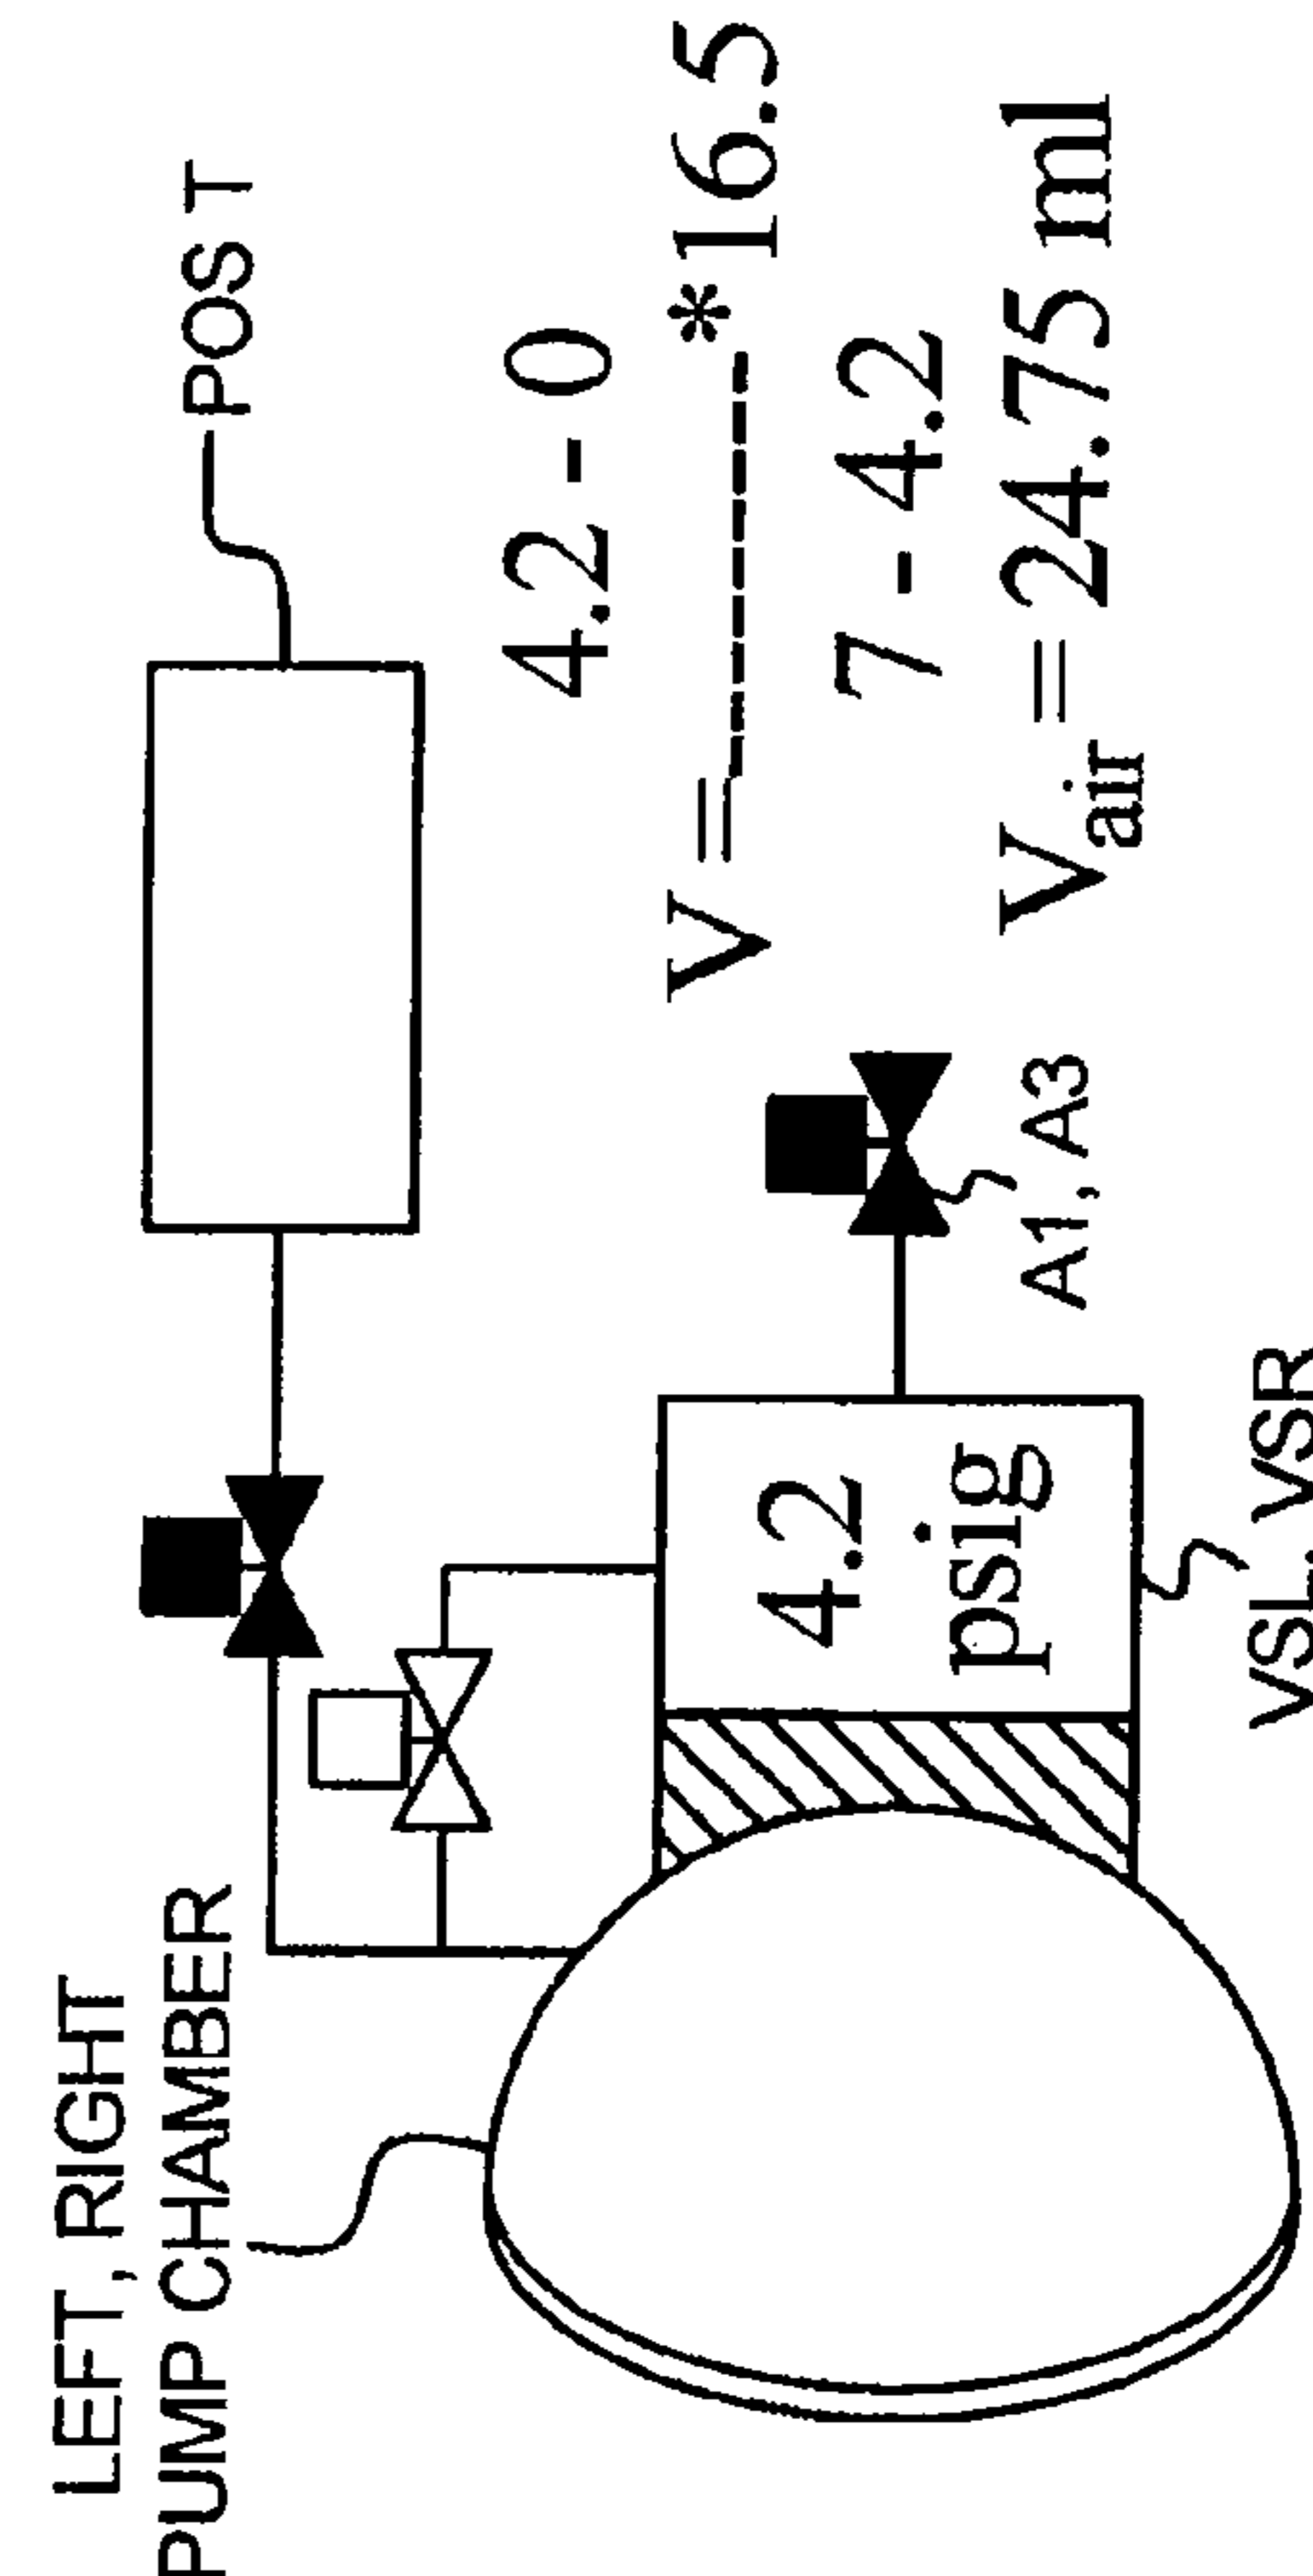 LEFT, RIGHT
PUMP CHAMBER
POS T
4.2 - 0
V =----------*16.5
7 - 4.2
Vair = 24.75 ml
4.2
psig
A1, A3
VSL, VSR